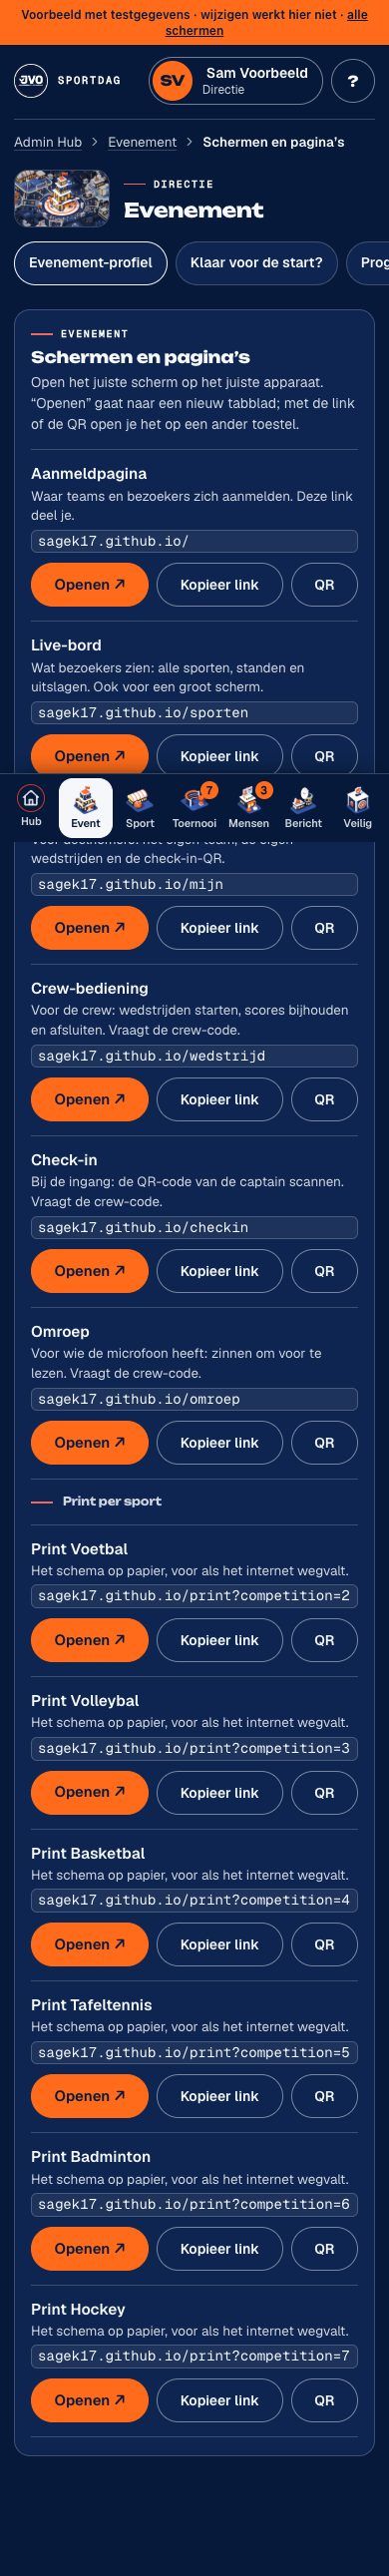 Voorbeeld met testgegevens · wijzigen werkt hier niet · alle
schermen
JVO SPORTDAG
SV Sam Voorbeeld
Directie
?
Admin Hub > Evenement > Schermen en pagina's
DIRECTIE
Evenement
Evenement-profiel Klaar voor de start? Prog
EVENEMENT
Schermen en pagina's
Open het juiste scherm op het juiste apparaat.
“Openen” gaat naar een nieuw tabblad; met de link
of de QR open je het op een ander toestel.
Aanmeldpagina
Waar teams en bezoekers zich aanmelden. Deze link
deel je.
sagek17.github.io/
Openen ↗ Kopieer link QR
Live-bord
Wat bezoekers zien: alle sporten, standen en
uitslagen. Ook voor een groot scherm.
sagek17.github.io/sporten
Openen ↗ Kopieer link QR
7 3
Hub Event Sport Toernooi Mensen Bericht Veilig
wedstrijden en de check-in-QR.
sagek17.github.io/mijn
Openen ↗ Kopieer link QR
Crew-bediening
Voor de crew: wedstrijden starten, scores bijhouden
en afsluiten. Vraagt de crew-code.
sagek17.github.io/wedstrijd
Openen ↗ Kopieer link QR
Check-in
Bij de ingang: de QR-code van de captain scannen.
Vraagt de crew-code.
sagek17.github.io/checkin
Openen ↗ Kopieer link QR
Omroep
Voor wie de microfoon heeft: zinnen om voor te
lezen. Vraagt de crew-code.
sagek17.github.io/omroep
Openen ↗ Kopieer link QR
Print per sport
Print Voetbal
Het schema op papier, voor als het internet wegvalt.
sagek17.github.io/print?competition=2
Openen ↗ Kopieer link QR
Print Volleybal
Het schema op papier, voor als het internet wegvalt.
sagek17.github.io/print?competition=3
Openen ↗ Kopieer link QR
Print Basketbal
Het schema op papier, voor als het internet wegvalt.
sagek17.github.io/print?competition=4
Openen ↗ Kopieer link QR
Print Tafeltennis
Het schema op papier, voor als het internet wegvalt.
sagek17.github.io/print?competition=5
Openen ↗ Kopieer link QR
Print Badminton
Het schema op papier, voor als het internet wegvalt.
sagek17.github.io/print?competition=6
Openen ↗ Kopieer link QR
Print Hockey
Het schema op papier, voor als het internet wegvalt.
sagek17.github.io/print?competition=7
Openen ↗ Kopieer link QR